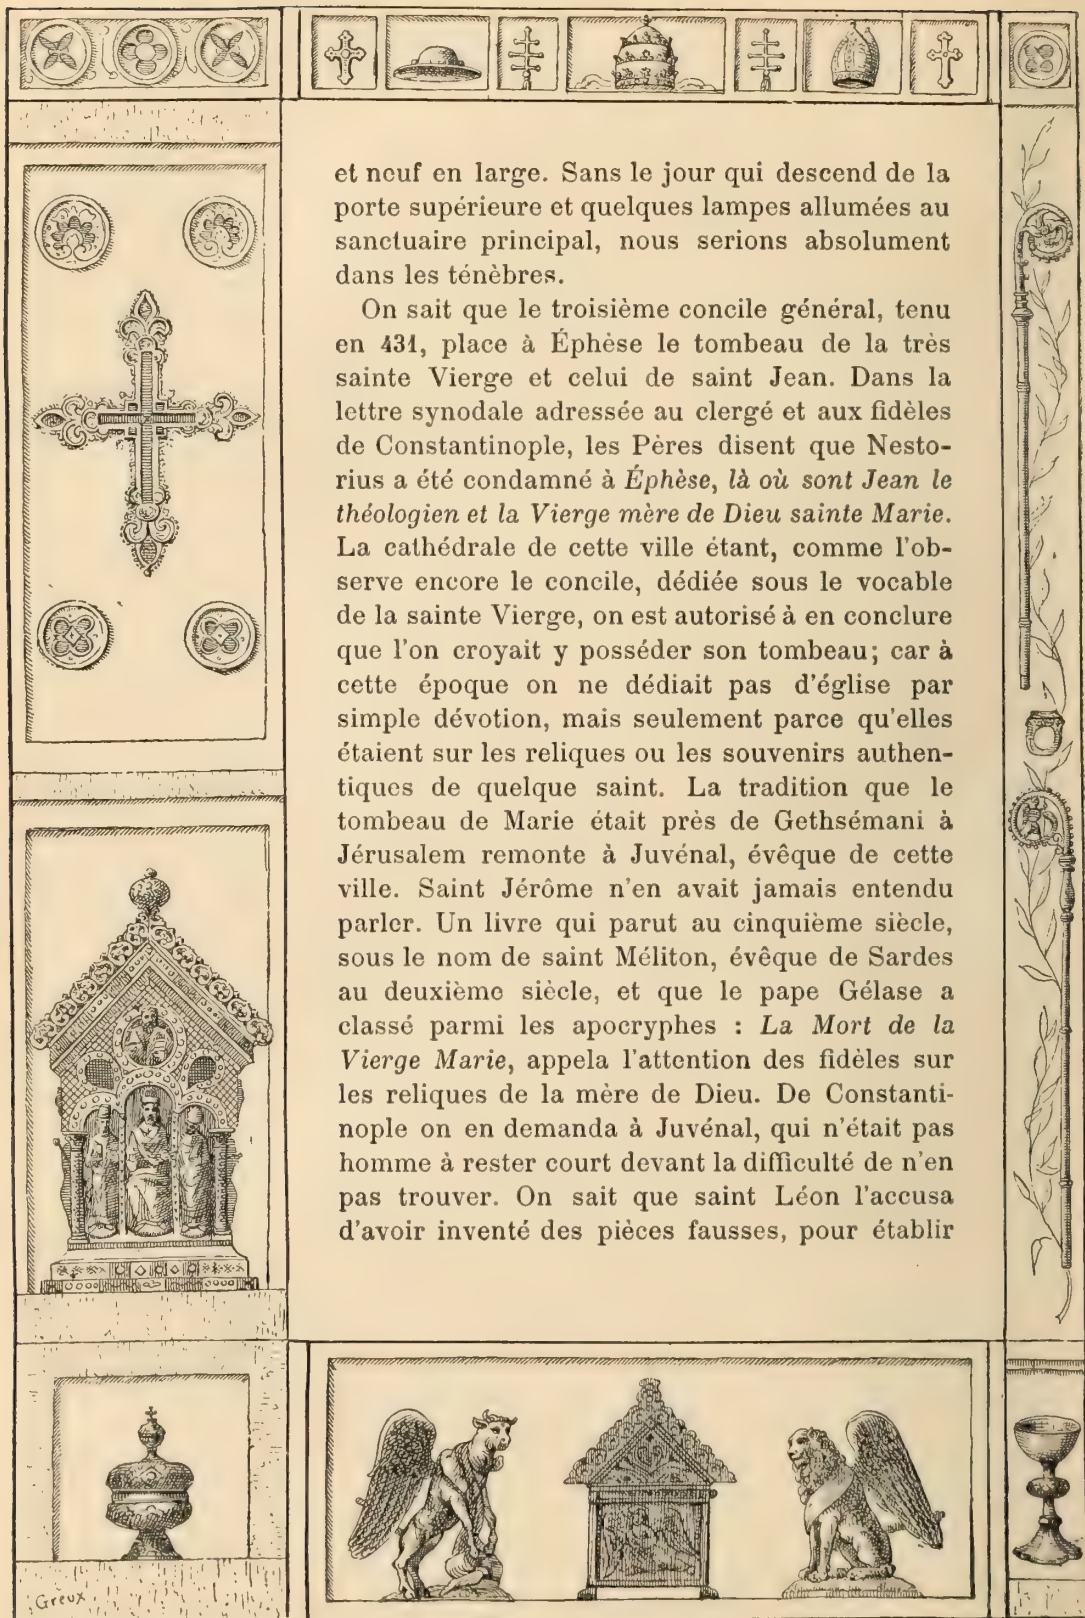 et neuf en large. Sans le jour qui descend de la
porte supérieure et quelques lampes allumées au
sanctuaire principal, nous serions absolument
dans les ténèbres.
On sait que le troisième concile général, tenu
en 431, place à Éphèse le tombeau de la très
sainte Vierge et celui de saint Jean. Dans la
lettre synodale adressée au clergé et aux fidèles
de Constantinople, les Pères disent que Nesto-
rius a été condamné à Éphèse, là où sont Jean le
théologien et la Vierge mère de Dieu sainte Marie.
La cathédrale de cette ville étant, comme l'ob-
serve encore le concile, dédiée sous le vocable
de la sainte Vierge, on est autorisé à en conclure
que l'on croyait y posséder son tombeau; car à
cette époque on ne dédiait pas d'église par
simple dévotion, mais seulement parce qu'elles
étaient sur les reliques ou les souvenirs authen-
tiques de quelque saint. La tradition que le
tombeau de Marie était près de Gethsémani à
Jérusalem remonte à Juvénal, évêque de cette
ville. Saint Jérôme n'en avait jamais entendu
parler. Un livre qui parut au cinquième siècle,
sous le nom de saint Méliton, évêque de Sardes
au deuxième siècle, et que le pape Gélase a
classé parmi les apocryphes : La Mort de la
Vierge Marie, appela l'attention des fidèles sur
les reliques de la mère de Dieu. De Constanti-
nople on en demanda à Juvénal, qui n'était pas
homme à rester court devant la difficulté de n'en
pas trouver. On sait que saint Léon l'accusa
d'avoir inventé des pièces fausses, pour établir
Greux